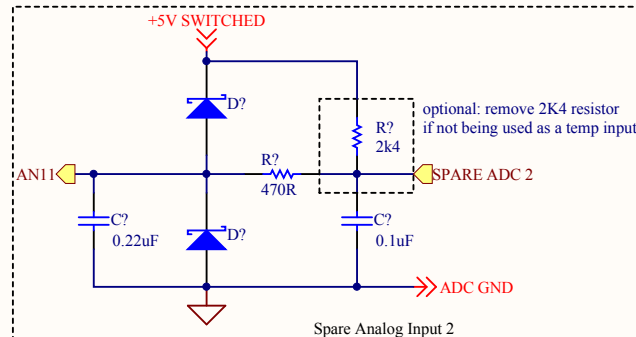 +5V SWITCHED
D?
optional: remove 2K4 resistor
if not being used as a temp input
R?
2k4
R?
470R
AN11
SPARE ADC 2
C?
0.22uF
D?
C?
0.1uF
ADC GND
Spare Analog Input 2